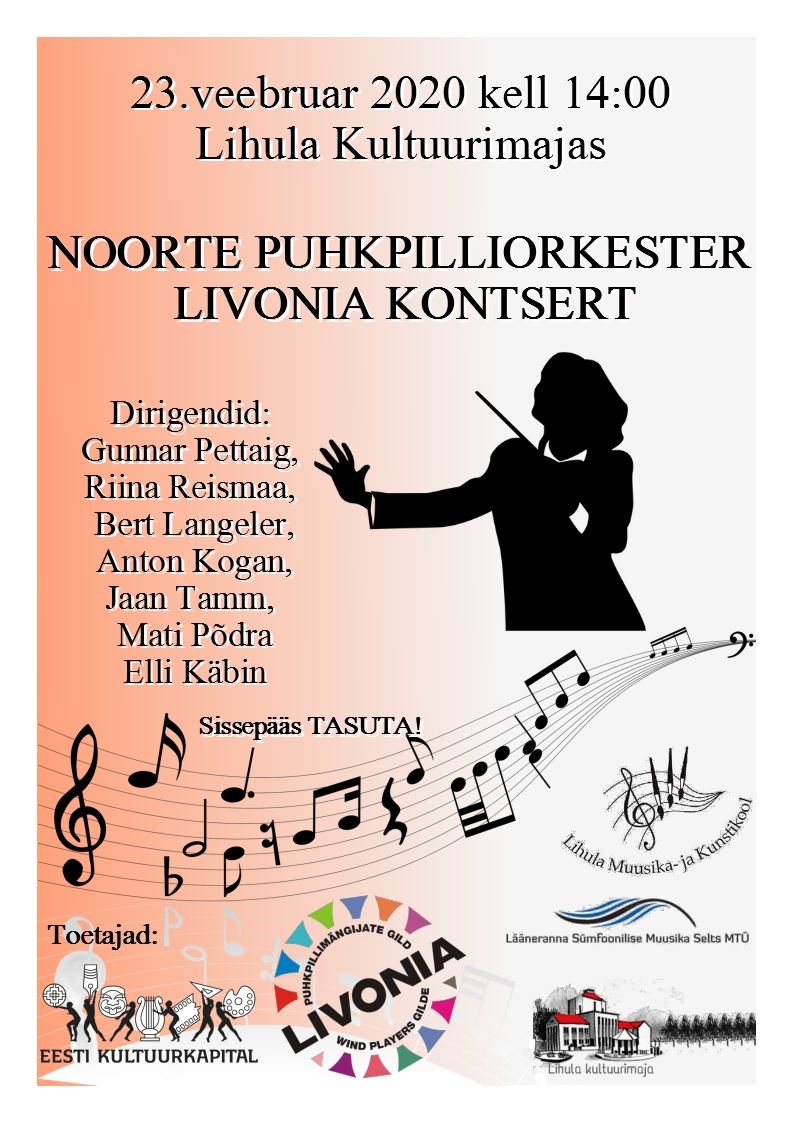 23.veebruar 2020 kell 14:00
Lihula Kultuurimajas
NOORTE PUHKPILLIORKESTER
LIVONIA KONTSERT
Dirigendid:
Gunnar Pettaig,
Riina Reismaa,
Bert Langeler,
Anton Kogan,
Jaan Tamm,
Mati Põdra
Elli Käbin
Sissepääs TASUTA!
Lihula Muusika- ja Kunstikool
Lääneranna Sümfoonilise Muusika Selts MTÜ
Toetajad:
EESTI KULTUURKAPITAL
PUHKPILLIMÄNGIJATE GILD
LIVONIA
WIND PLAYERS GILDE
Lihula kultuurimaja